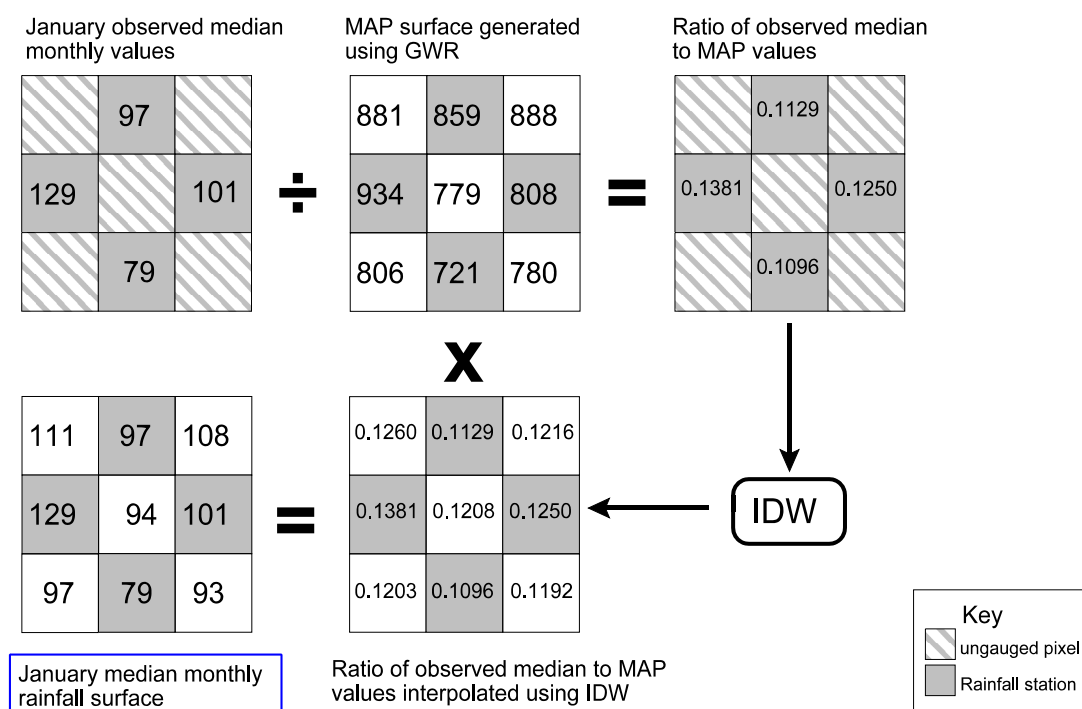 January observed median
monthly values
MAP surface generated
using GWR
Ratio of observed median
to MAP values
97
129 101
79
÷
881 859 888
934 779 808
806 721 780
=
0.1129
0.1381 0.1250
0.1096
x
111 97 108
129 94 101
97 79 93
=
0.1260 0.1129 0.1216
0.1381 0.1208 0.1250
0.1203 0.1096 0.1192
IDW
January median monthly
rainfall surface
Ratio of observed median to MAP
values interpolated using IDW
Key
ungauged pixel
Rainfall station